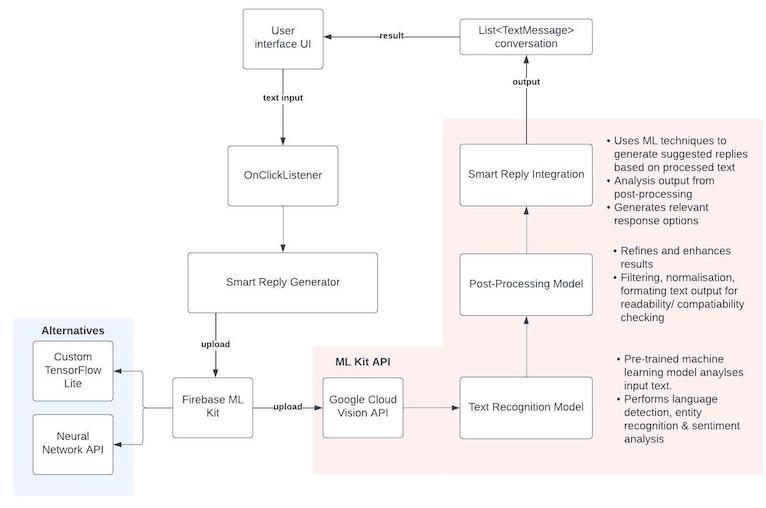 User
interface UI
result
List<TextMessage>
conversation
text input
output
OnClickListener
Smart Reply Integration
• Uses ML techniques to
generate suggested replies
based on processed text
• Analysis output from
post-processing
• Generates relevant
response options
Smart Reply Generator
Post-Processing Model
• Refines and enhances
results
• Filtering, normalisation,
formating text output for
readability/ compatiability
checking
upload
Alternatives
Custom
TensorFlow
Lite
Neural
Network API
Firebase ML
Kit
upload
ML Kit API
Google Cloud
Vision API
Text Recognition Model
• Pre-trained machine
learning model anaylses
input text.
• Performs language
detection, entity
recognition & sentiment
analysis